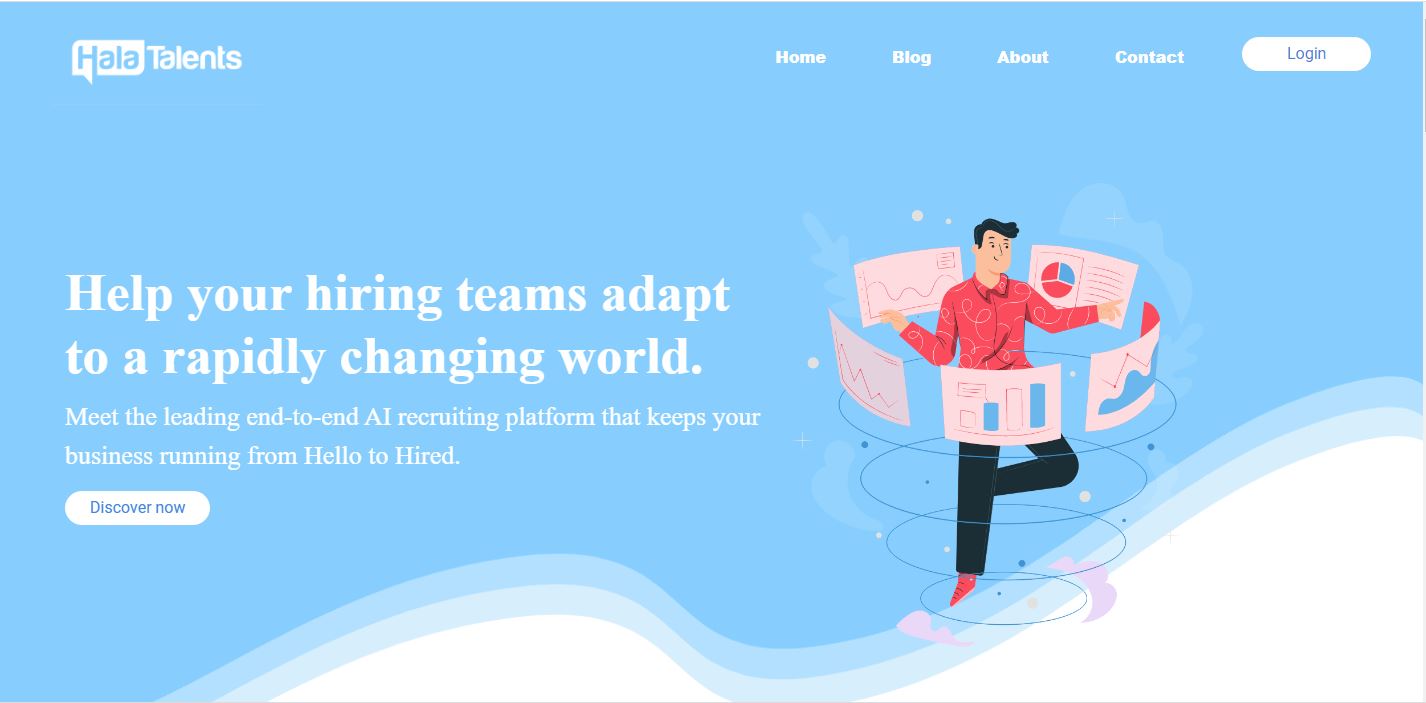 Hala Talents
Home Blog About Contact Login
Help your hiring teams adapt
to a rapidly changing world.
Meet the leading end-to-end AI recruiting platform that keeps your
business running from Hello to Hired.
Discover now